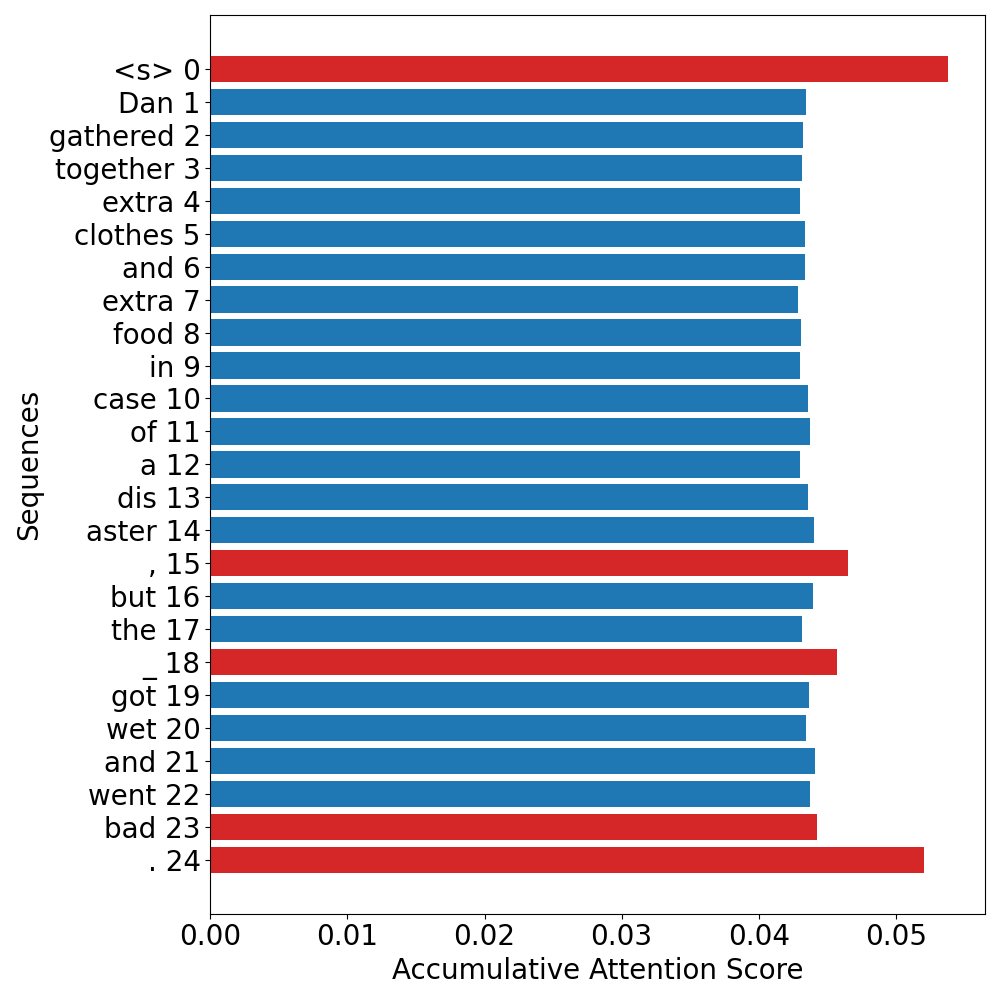 <s> 0
Dan 1
gathered 2
together 3
extra 4
clothes 5
and 6
extra 7
food 8
in 9
case 10
of 11
a 12
dis 13
aster 14
, 15
but 16
the 17
_ 18
got 19
wet 20
and 21
went 22
bad 23
. 24
Sequences
0.00 0.01 0.02 0.03 0.04 0.05
Accumulative Attention Score